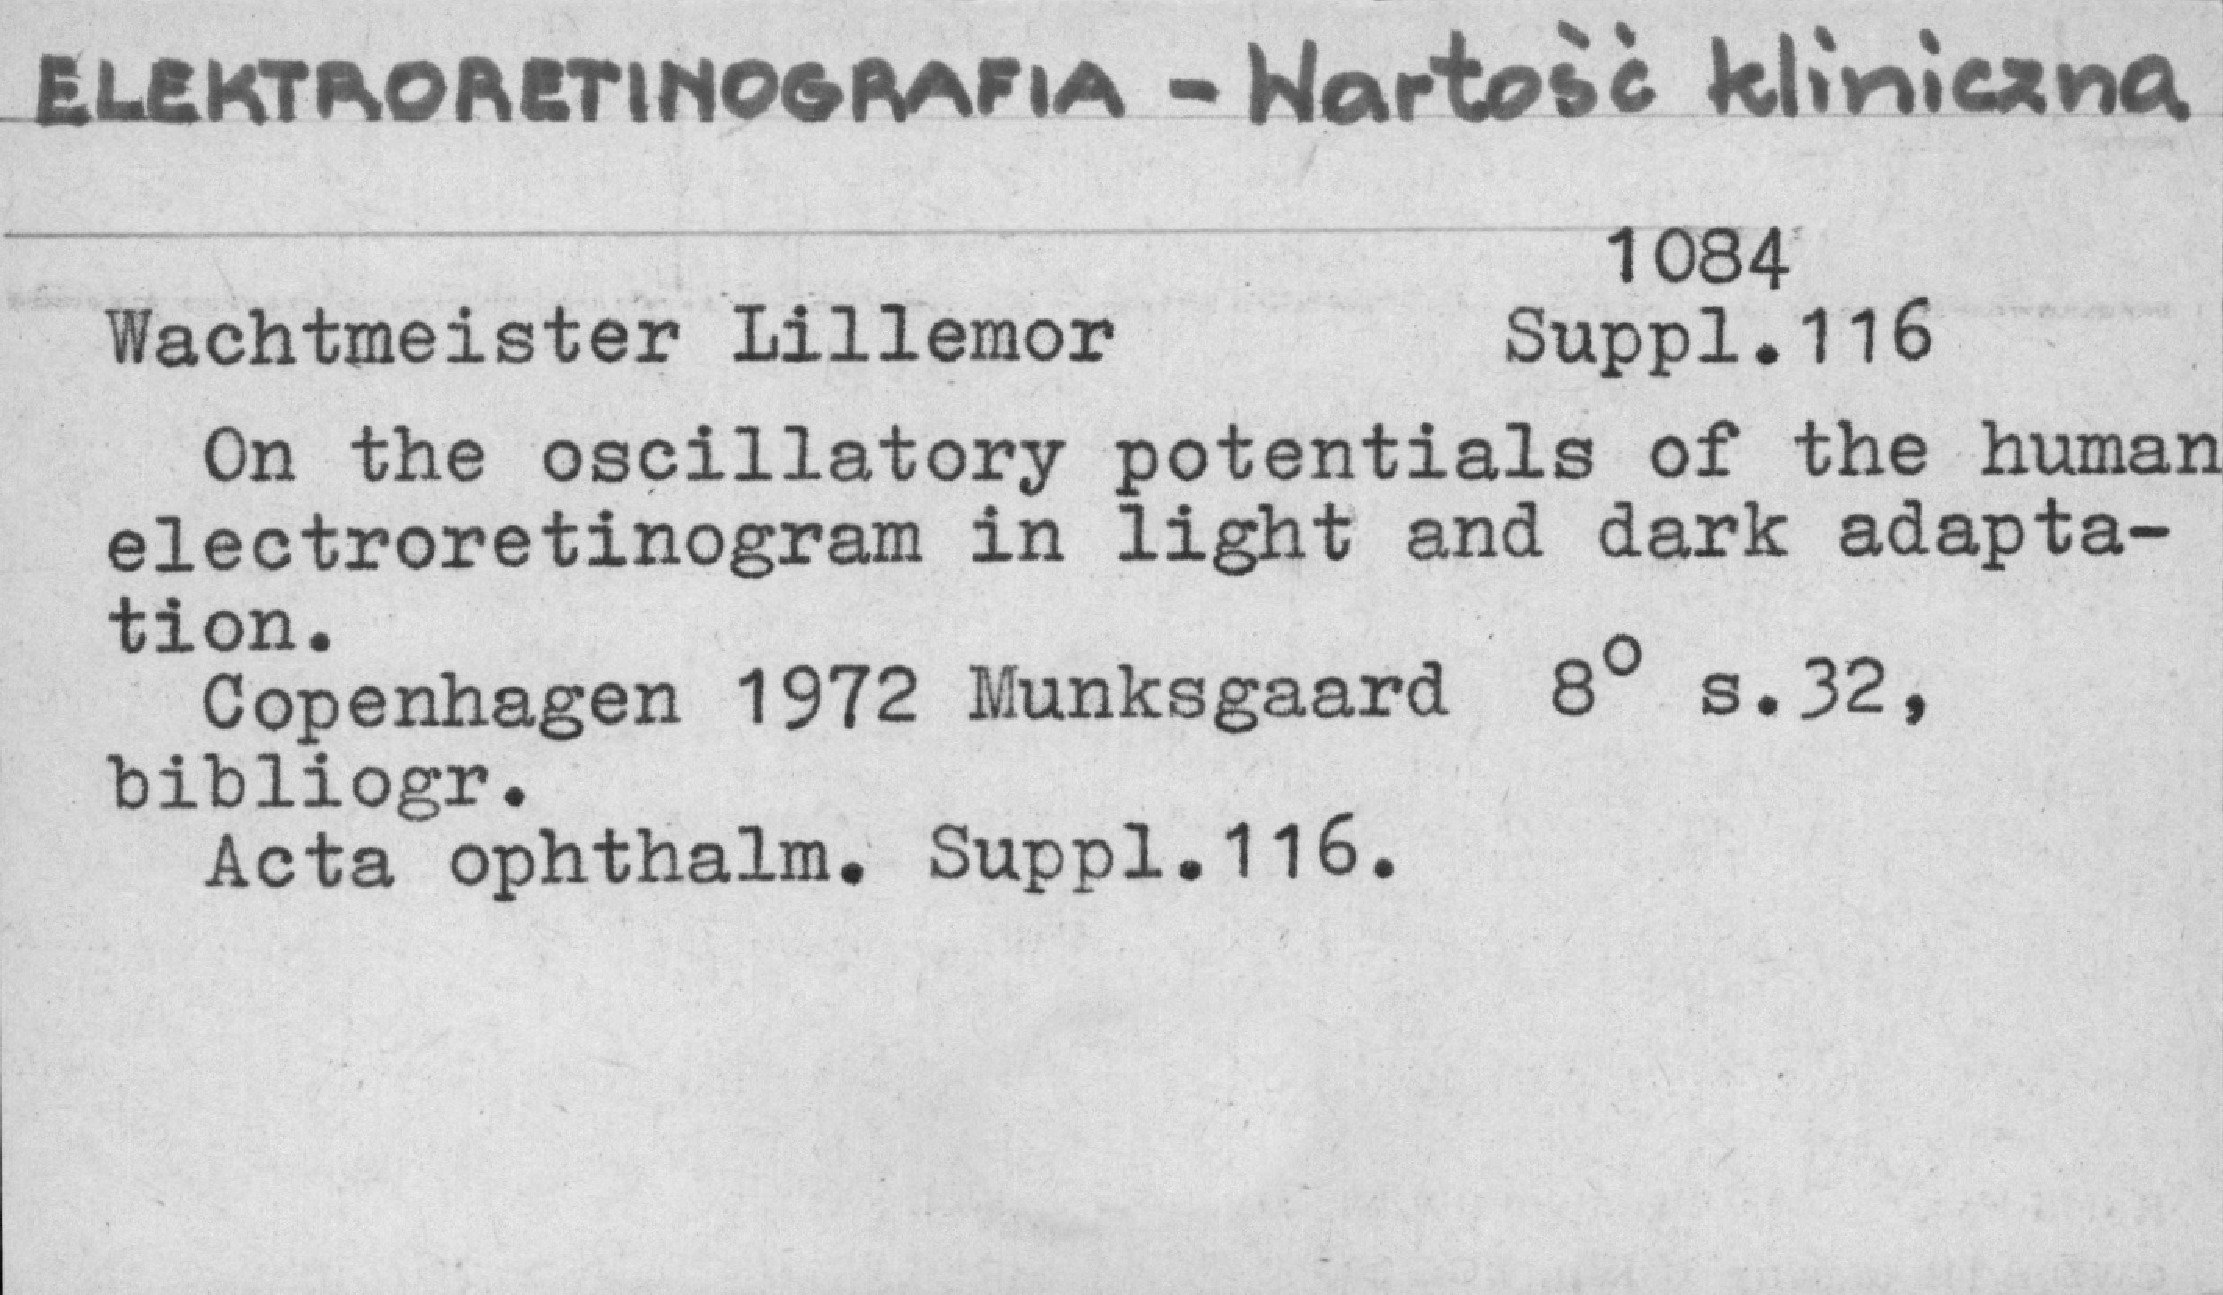 ELEKTRORETINOGRAFIA - Wartość kliniczna
1084
Wachtmeister Lillemor Suppl.116
On the oscillatory potentials of the human
electroretinogram in light and dark adapta-
tion.
Copenhagen 1972 Munksgaard 8° s.32,
bibliogr.
Acta ophthalm. Suppl.116.